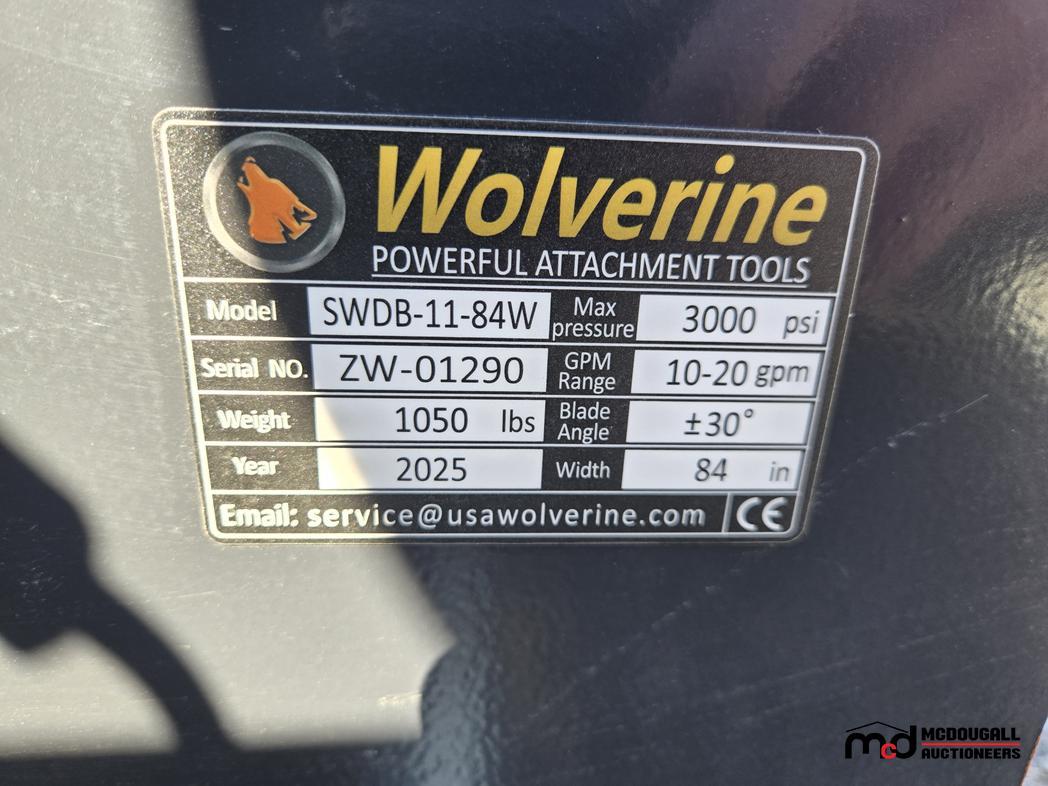 Wolverine
POWERFUL ATTACHMENT TOOLS
Model SWDB-11-84W Max pressure 3000 psi
Serial NO. ZW-01290 GPM Range 10-20 gpm
Weight 1050 lbs Blade Angle ±30°
Year 2025 Width 84 in
Email: service@usawolverine.com CE
mcd MCDOUGALL
AUCTIONEERS